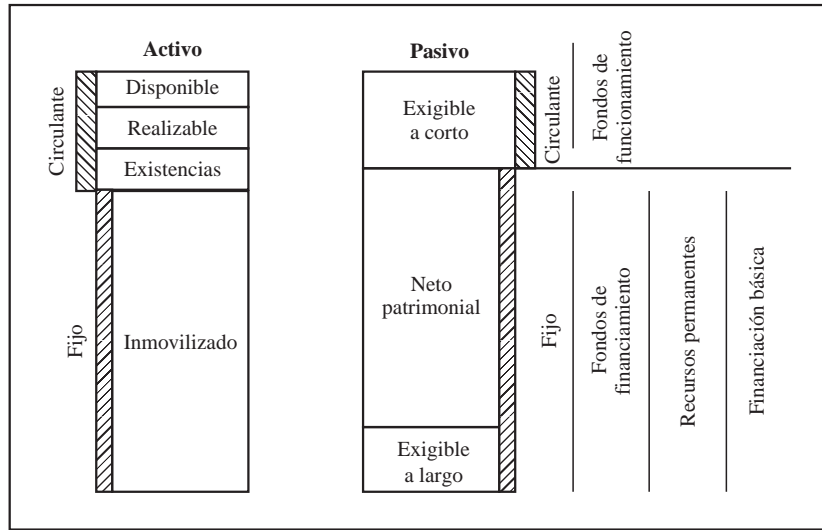 Activo
Circulante
Disponible
Realizable
Existencias
Fijo
Inmovilizado
Pasivo
Exigible
a corto
Circulante
Fondos de
funcionamiento
Neto
patrimonial
Exigible
a largo
Fijo
Fondos de
financiamiento
Recursos permanentes
Financiación básica